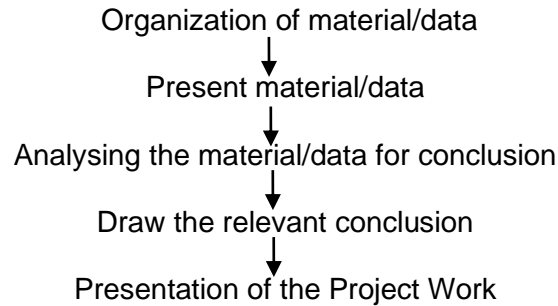 Organization of material/data
Present material/data
Analysing the material/data for conclusion
Draw the relevant conclusion
Presentation of the Project Work